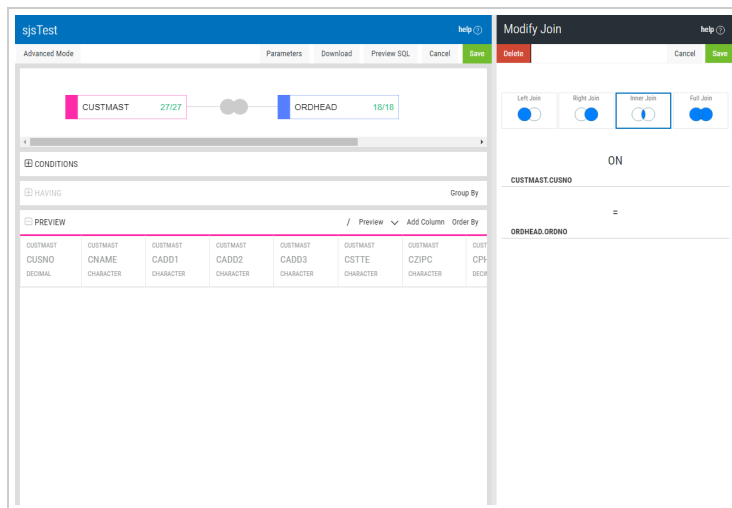 sjsTest
help ?
Advanced Mode
Parameters Download Preview SQL Cancel Save
CUSTMAST 27/27
ORDHEAD 18/18
CONDITIONS
HAVING
Group By
PREVIEW
/ Preview Add Column Order By
CUSTMAST CUSTMAST CUSTMAST CUSTMAST CUSTMAST CUSTMAST CUSTMAST CUST
CUSNO CNAME CADD1 CADD2 CADD3 CSTTE CZIPC CPH
DECIMAL CHARACTER CHARACTER CHARACTER CHARACTER CHARACTER CHARACTER DECI
Modify Join
help ?
Delete
Cancel Save
Left Join Right Join Inner Join Full Join
ON
CUSTMAST.CUSNO
=
ORDHEAD.ORDNO